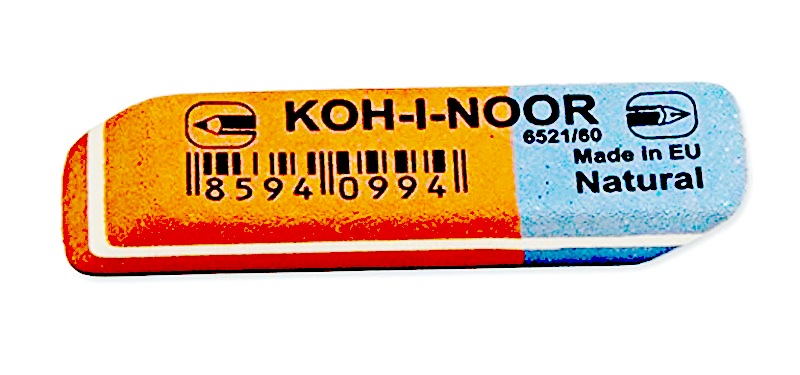 KOH-I-NOOR
6521/60
Made in EU
Natural
8594 0994